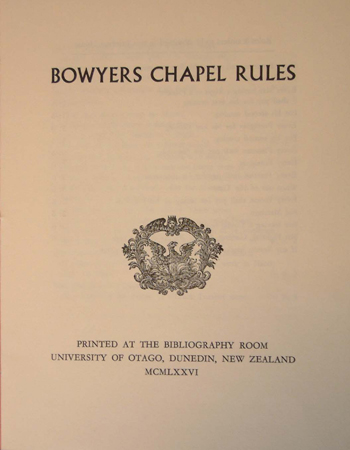 BOWYERS CHAPEL RULES
PRINTED AT THE BIBLIOGRAPHY ROOM
UNIVERSITY OF OTAGO, DUNEDIN, NEW ZEALAND
MCMLXXVI